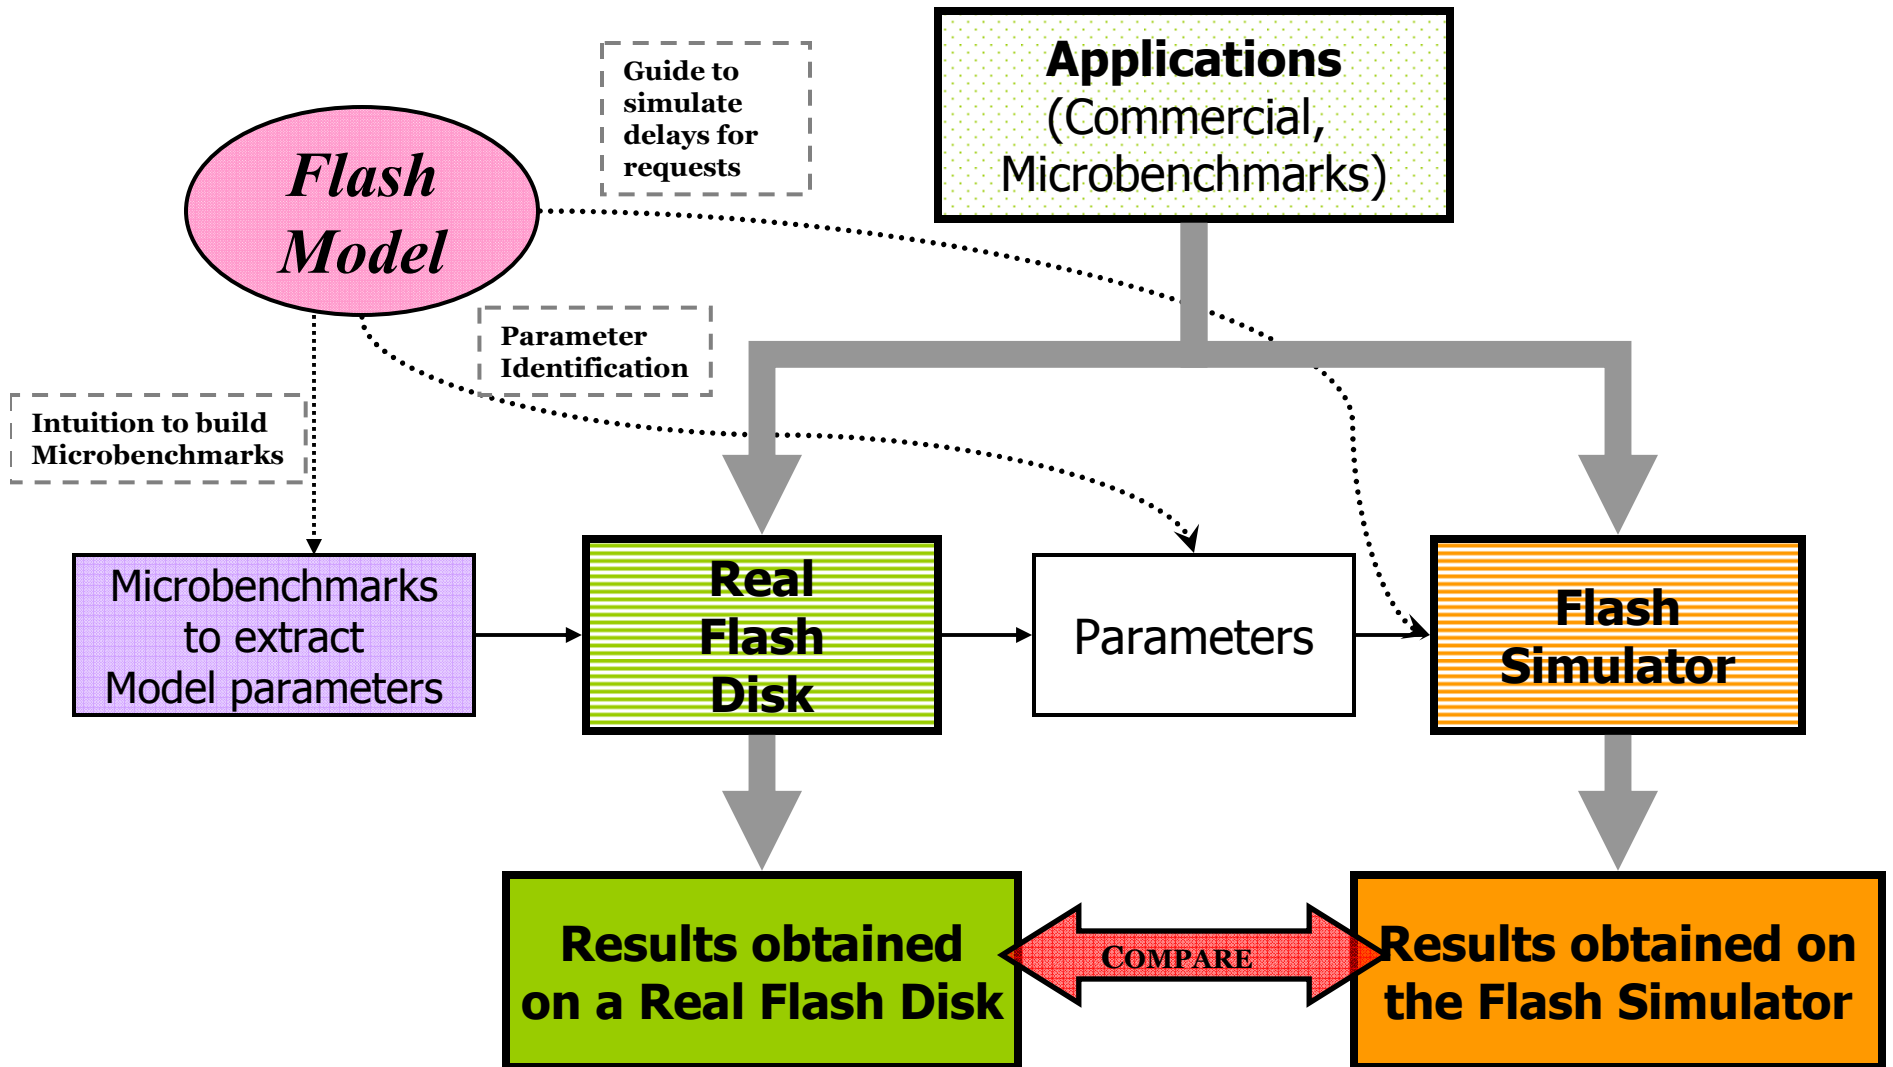 Guide to
simulate
delays for
requests
Applications
(Commercial,
Microbenchmarks)
Flash
Model
Parameter
Identification
Intuition to build
Microbenchmarks
Microbenchmarks
to extract
Model parameters
Real
Flash
Disk
Parameters
Flash
Simulator
Results obtained
on a Real Flash Disk
COMPARE
Results obtained on
the Flash Simulator